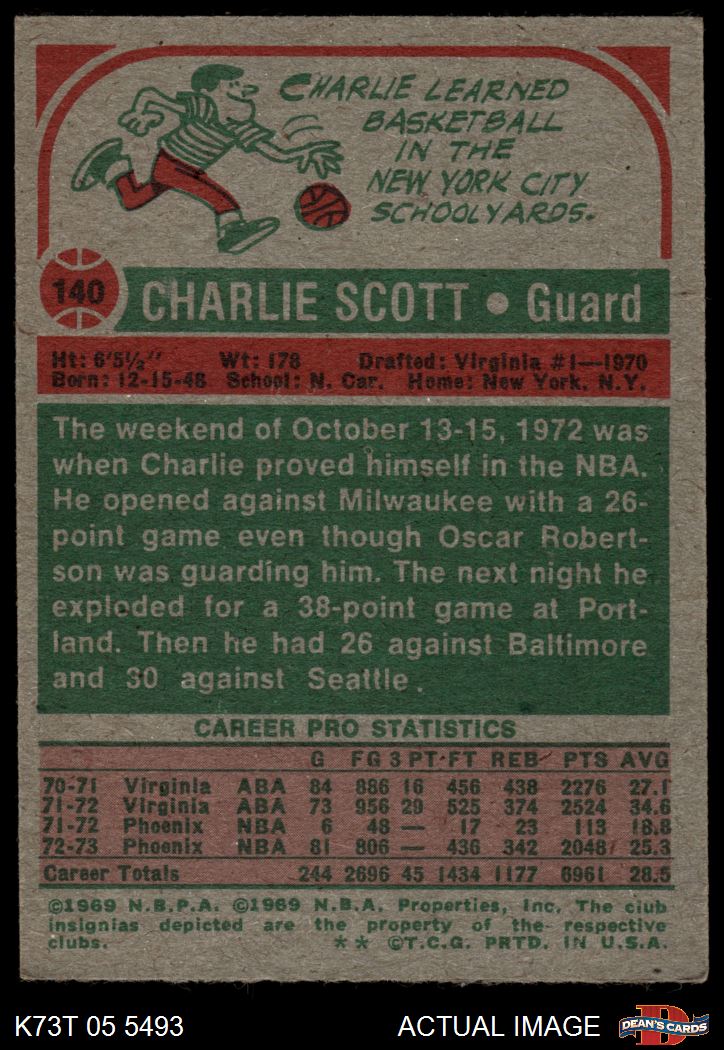 CHARLIE LEARNED
BASKETBALL
IN THE
NEW YORK CITY
SCHOOLYARDS.
140 CHARLIE SCOTT • Guard
Ht: 6'5½" Wt: 178 Drafted: Virginia #1—1970
Born: 12-15-48 School: N. Car. Home: New York, N.Y.
The weekend of October 13-15, 1972 was
when Charlie proved himself in the NBA.
He opened against Milwaukee with a 26-
point game even though Oscar Robert-
son was guarding him. The next night he
exploded for a 38-point game at Port-
land. Then he had 26 against Baltimore
and 30 against Seattle.
CAREER PRO STATISTICS
G FG 3 PT FT REB PTS AVG
70-71 Virginia ABA 84 886 16 456 438 2276 27.1
71-72 Virginia ABA 73 956 29 525 374 2524 34.6
71-72 Phoenix NBA 6 48 — 17 23 113 18.8
72-73 Phoenix NBA 81 806 — 436 342 2048 25.3
Career Totals 244 2696 45 1434 1177 6961 28.5
©1969 N.B.P.A. ©1969 N.B.A. Properties, Inc. The club
insignias depicted are the property of the respective
clubs. ** ©T.C.G. PRTD. IN U.S.A.
K73T 05 5493 ACTUAL IMAGE DEAN'S CARDS